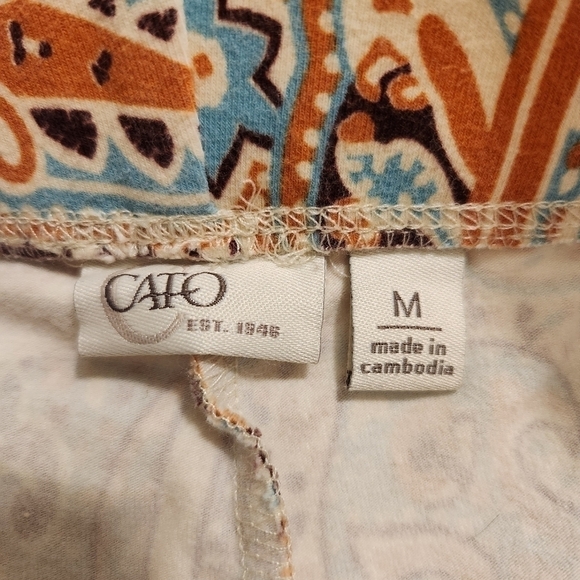 CATO
EST. 1946
M
made in
cambodia